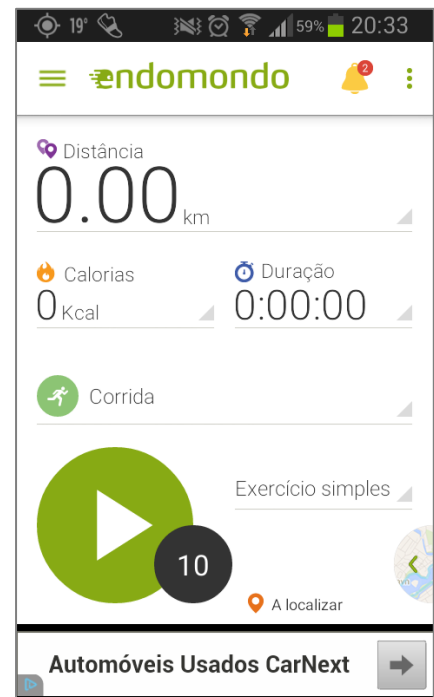 19° 59% 20:33
endomondo 2
Distância
0.00 km
Calorias Duração
0 Kcal 0:00:00
Corrida
Exercício simples
10
A localizar
Automóveis Usados CarNext